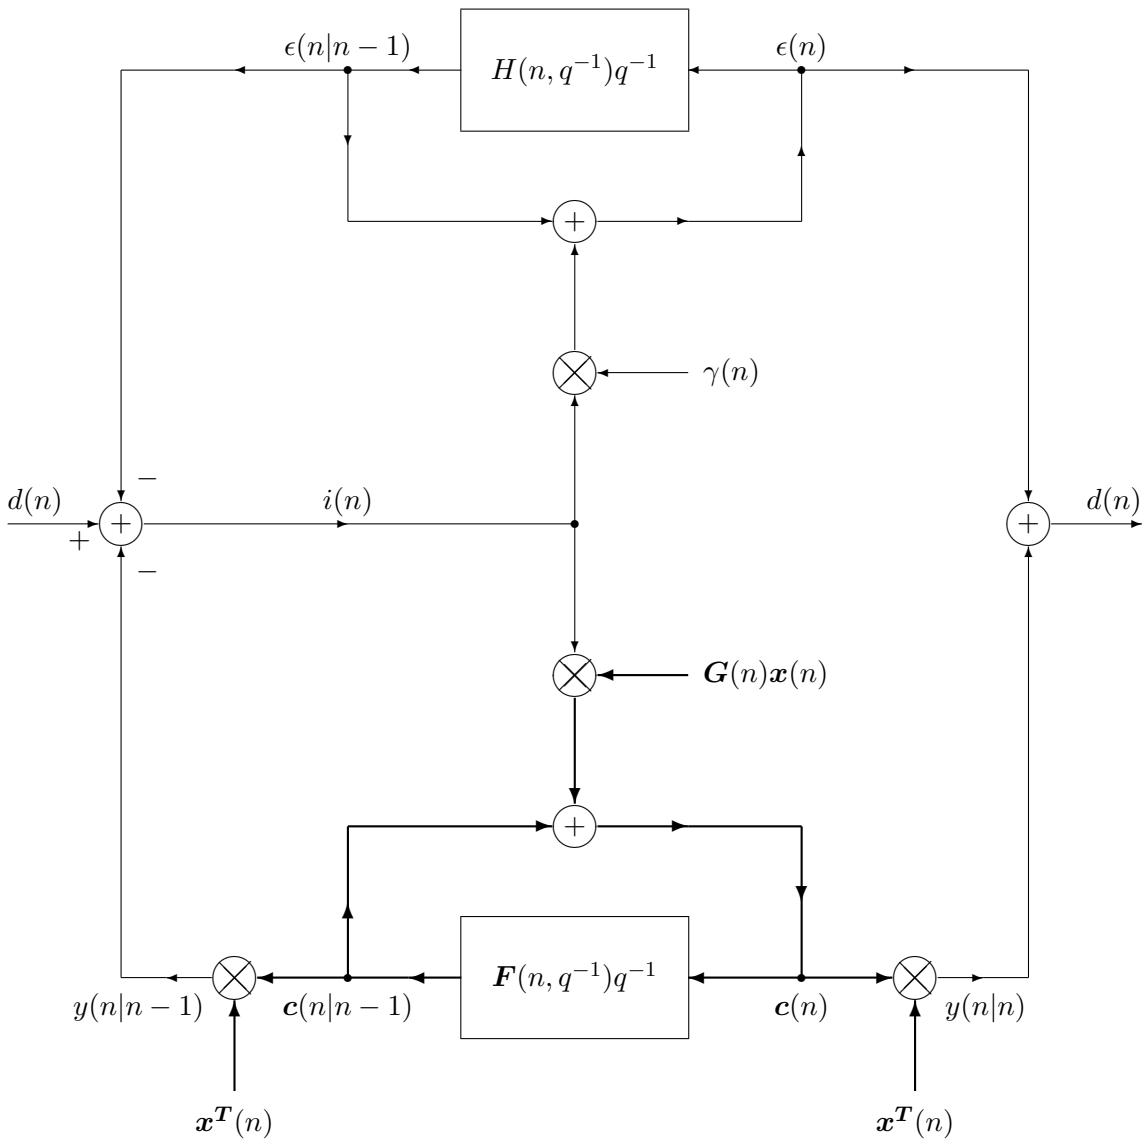 ϵ(n|n − 1)
H(n, q⁻¹)q⁻¹
ϵ(n)
+
γ(n)
−
d(n)
+
+
i(n)
+
d(n)
−
G(n)x(n)
+
F(n, q⁻¹)q⁻¹
y(n|n − 1)
c(n|n − 1)
c(n)
y(n|n)
xᵀ(n)
xᵀ(n)